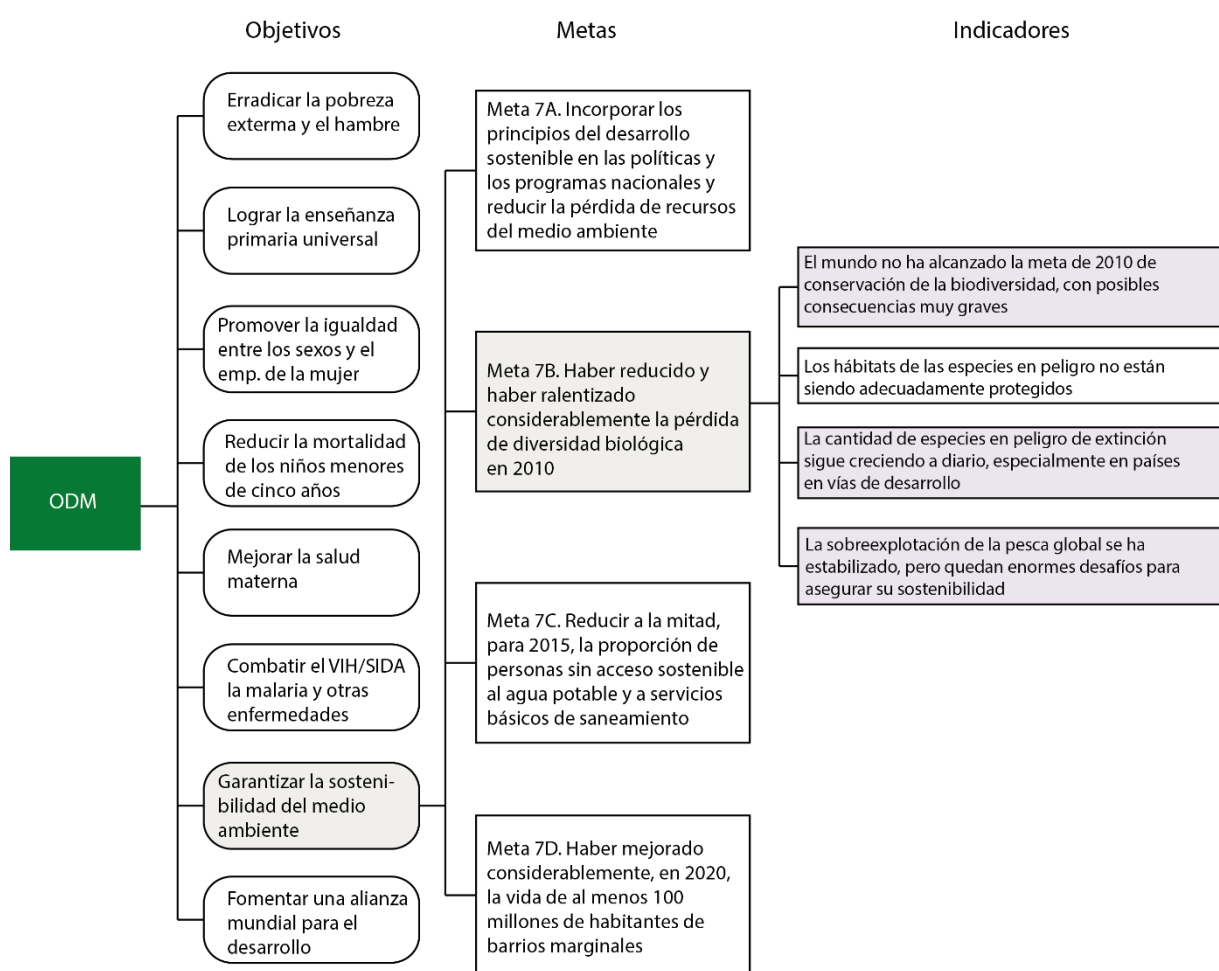 Objetivos
Metas
Indicadores
ODM
Erradicar la pobreza
exterma y el hambre
Lograr la enseñanza
primaria universal
Promover la igualdad
entre los sexos y el
emp. de la mujer
Reducir la mortalidad
de los niños menores
de cinco años
Mejorar la salud
materna
Combatir el VIH/SIDA
la malaria y otras
enfermedades
Garantizar la sosteni-
bilidad del medio
ambiente
Fomentar una alianza
mundial para el
desarrollo
Meta 7A. Incorporar los
principios del desarrollo
sostenible en las políticas y
los programas nacionales y
reducir la pérdida de recursos
del medio ambiente
Meta 7B. Haber reducido y
haber ralentizado
considerablemente la pérdida
de diversidad biológica
en 2010
Meta 7C. Reducir a la mitad,
para 2015, la proporción de
personas sin acceso sostenible
al agua potable y a servicios
básicos de saneamiento
Meta 7D. Haber mejorado
considerablemente, en 2020,
la vida de al menos 100
millones de habitantes de
barrios marginales
El mundo no ha alcanzado la meta de 2010 de
conservación de la biodiversidad, con posibles
consecuencias muy graves
Los hábitats de las especies en peligro no están
siendo adecuadamente protegidos
La cantidad de especies en peligro de extinción
sigue creciendo a diario, especialmente en países
en vías de desarrollo
La sobreexplotación de la pesca global se ha
estabilizado, pero quedan enormes desafíos para
asegurar su sostenibilidad